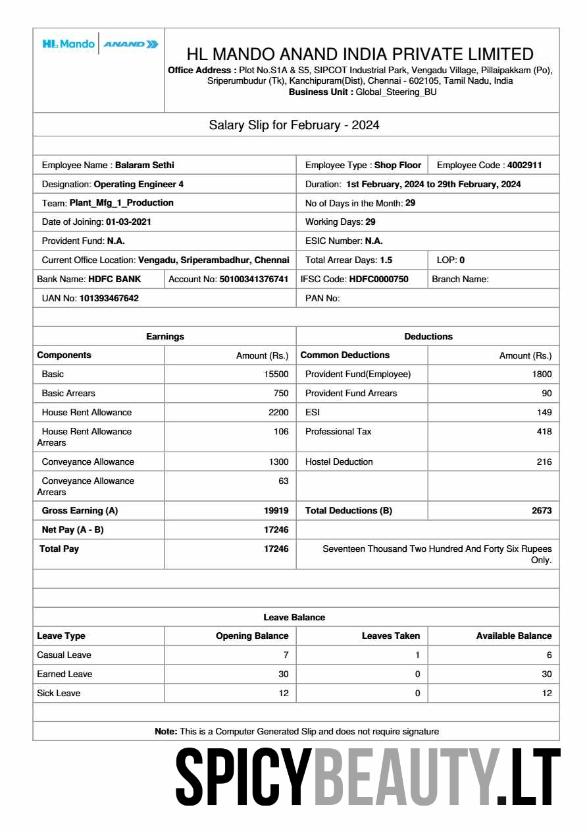 HL Mando ANAND
HL MANDO ANAND INDIA PRIVATE LIMITED
Office Address : Plot No.S1A & S5, SIPCOT Industrial Park, Vengadu Village, Pillaipakkam (Po),
Sriperumbudur (Tk), Kanchipuram(Dist), Chennai - 602105, Tamil Nadu, India
Business Unit : Global_Steering_BU
Salary Slip for February - 2024
Employee Name : Balaram Sethi Employee Type : Shop Floor Employee Code : 4002911
Designation: Operating Engineer 4 Duration: 1st February, 2024 to 29th February, 2024
Team: Plant_Mfg_1_Production No of Days in the Month: 29
Date of Joining: 01-03-2021 Working Days: 29
Provident Fund: N.A. ESIC Number: N.A.
Current Office Location: Vengadu, Sriperambadhur, Chennai Total Arrear Days: 1.5 LOP: 0
Bank Name: HDFC BANK Account No: 50100341376741 IFSC Code: HDFC0000750 Branch Name:
UAN No: 101393467642 PAN No:
Earnings Deductions
Components Amount (Rs.) Common Deductions Amount (Rs.)
Basic 15500 Provident Fund(Employee) 1800
Basic Arrears 750 Provident Fund Arrears 90
House Rent Allowance 2200 ESI 149
House Rent Allowance 106 Professional Tax 418
Arrears
Conveyance Allowance 1300 Hostel Deduction 216
Conveyance Allowance 63
Arrears
Gross Earning (A) 19919 Total Deductions (B) 2673
Net Pay (A - B) 17246
Total Pay 17246 Seventeen Thousand Two Hundred And Forty Six Rupees
Only.
Leave Balance
Leave Type Opening Balance Leaves Taken Available Balance
Casual Leave 7 1 6
Earned Leave 30 0 30
Sick Leave 12 0 12
Note: This is a Computer Generated Slip and does not require signature
SPICYBEAUTY.LT